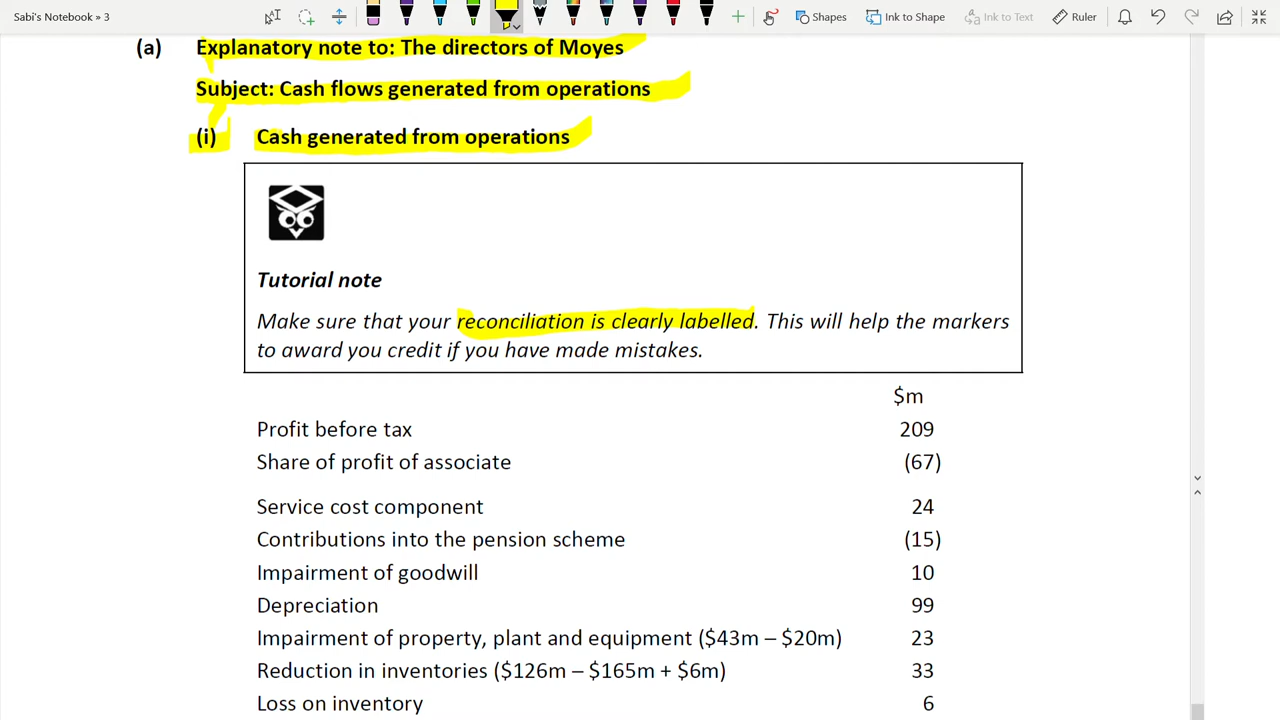 Sabi's Notebook » 3
Shapes
Ink to Shape
Ink to Text
Ruler
(a) Explanatory note to: The directors of Moyes
Subject: Cash flows generated from operations
(i) Cash generated from operations
Tutorial note
Make sure that your reconciliation is clearly labelled. This will help the markers
to award you credit if you have made mistakes.
$m
Profit before tax 209
Share of profit of associate (67)
Service cost component 24
Contributions into the pension scheme (15)
Impairment of goodwill 10
Depreciation 99
Impairment of property, plant and equipment ($43m – $20m) 23
Reduction in inventories ($126m – $165m + $6m) 33
Loss on inventory 6